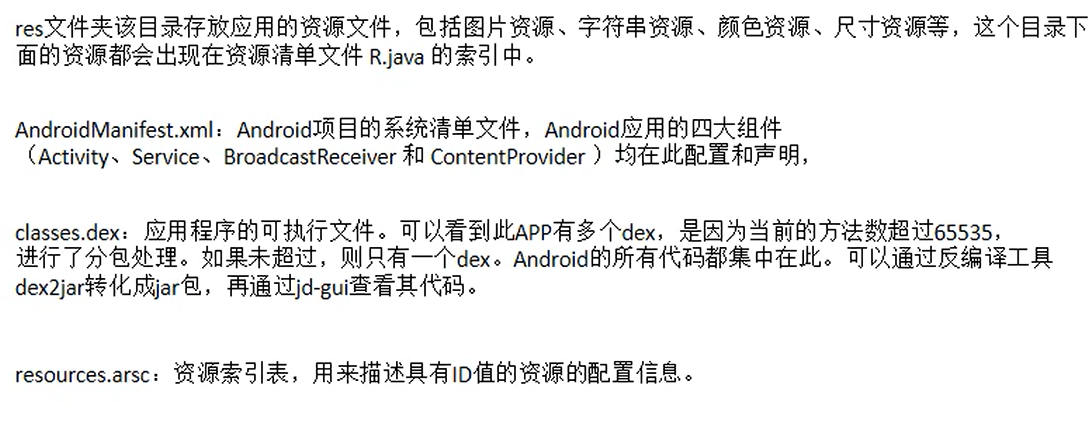 res文件夹该目录存放应用的资源文件，包括图片资源、字符串资源、颜色资源、尺寸资源等，这个目录下
面的资源都会出现在资源清单文件 R.java 的索引中。
AndroidManifest.xml：Android项目的系统清单文件，Android应用的四大组件
（Activity、Service、BroadcastReceiver 和 ContentProvider ）均在此配置和声明，
classes.dex：应用程序的可执行文件。可以看到此APP有多个dex，是因为当前的方法数超过65535，
进行了分包处理。如果未超过，则只有一个dex。Android的所有代码都集中在此。可以通过反编译工具
dex2jar转化成jar包，再通过jd-gui查看其代码。
resources.arsc：资源索引表，用来描述具有ID值的资源的配置信息。